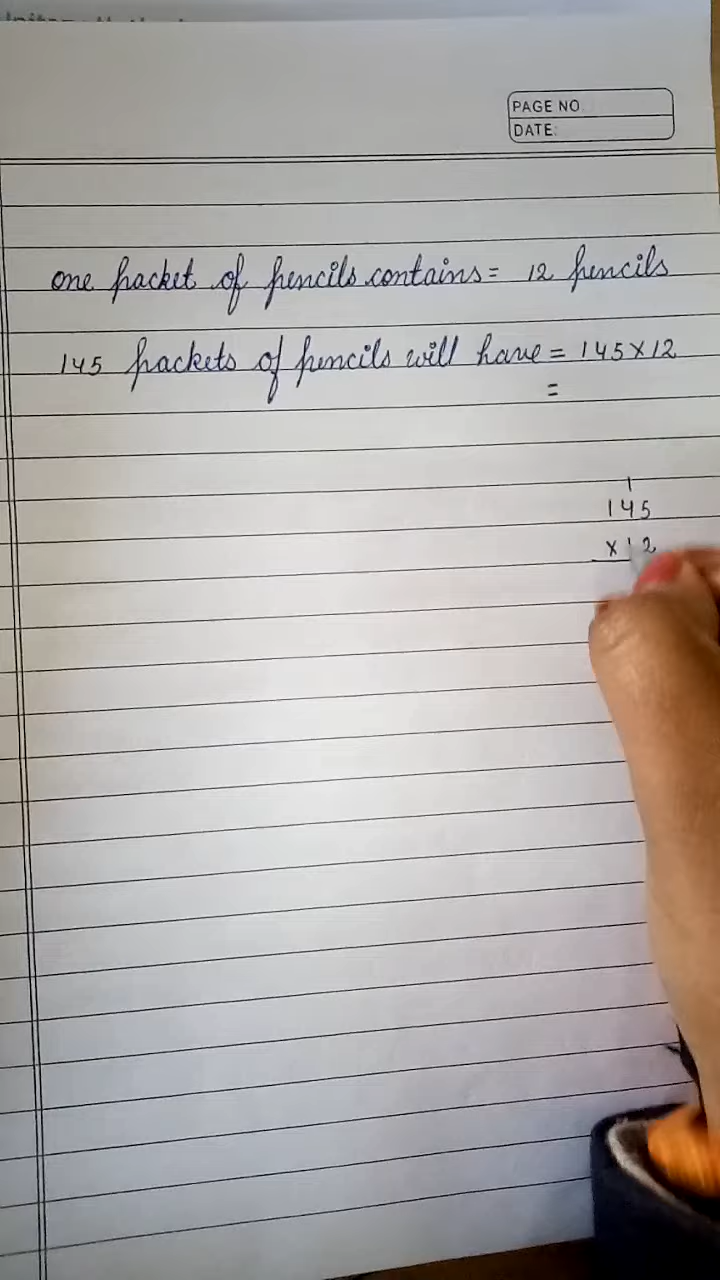 PAGE NO.
DATE:
one packet of pencils contains = 12 pencils
145 packets of pencils will have = 145 x 12
=
1
145
x 12